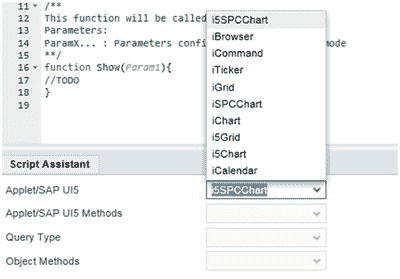 11 /**
12 This function will be called
13 Parameters:
14 ParamX... : Parameters confi mode
15 **/
16 function Show(Param1){
17 //TODO
18 }
19
i5SPCChart
iBrowser
iCommand
iTicker
iGrid
iSPCChart
iChart
i5Grid
i5Chart
iCalendar
Script Assistant
Applet/SAP UI5 i5SPCChart
Applet/SAP UI5 Methods
Query Type
Object Methods